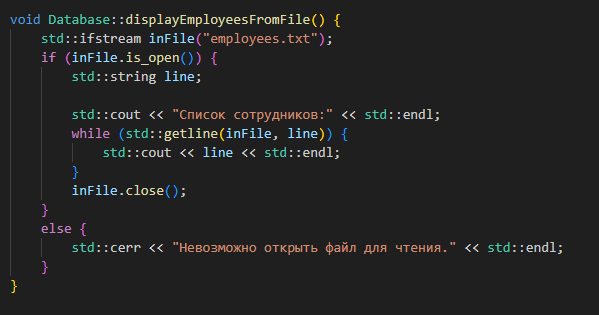 void Database::displayEmployeesFromFile() {
    std::ifstream inFile("employees.txt");
    if (inFile.is_open()) {
        std::string line;

        std::cout << "Список сотрудников:" << std::endl;
        while (std::getline(inFile, line)) {
            std::cout << line << std::endl;
        }
        inFile.close();
    }
    else {
        std::cerr << "Невозможно открыть файл для чтения." << std::endl;
    }
}